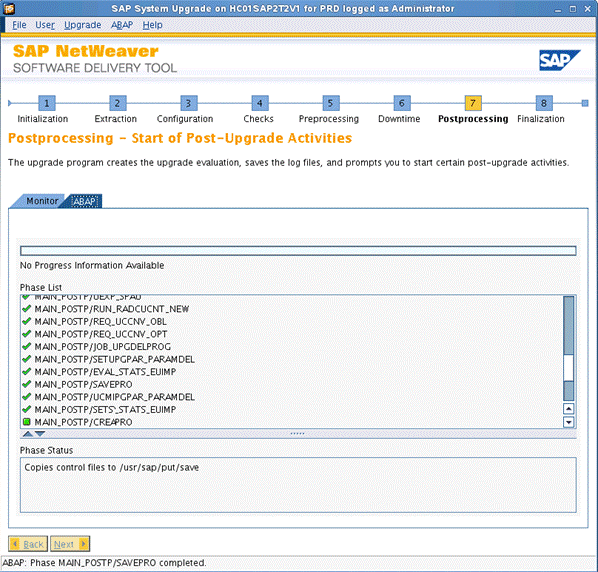 SAP System Upgrade on HC01SAP2T2V1 for PRD logged as Administrator
File User Upgrade ABAP Help
SAP NetWeaver
SOFTWARE DELIVERY TOOL
SAP
1 2 3 4 5 6 7 8
Initialization Extraction Configuration Checks Preprocessing Downtime Postprocessing Finalization
Postprocessing - Start of Post-Upgrade Activities
The upgrade program creates the upgrade evaluation, saves the log files, and prompts you to start certain post-upgrade activities.
Monitor ABAP
No Progress Information Available
Phase List
MAIN_POSTP/UEXP_SPAU
MAIN_POSTP/RUN_RADCUCNT_NEW
MAIN_POSTP/REQ_UCCNV_OBL
MAIN_POSTP/REQ_UCCNV_OPT
MAIN_POSTP/JOB_UPGDELPROG
MAIN_POSTP/SETUPGPAR_PARAMDEL
MAIN_POSTP/EVAL_STATS_EUIMP
MAIN_POSTP/SAVEPRO
MAIN_POSTP/UCMIPGPAR_PARAMDEL
MAIN_POSTP/SETS\_STATS_EUIMP
MAIN_POSTP/CREAPRO
Phase Status
Copies control files to /usr/sap/put/save
Back Next
ABAP: Phase MAIN_POSTP/SAVEPRO completed.